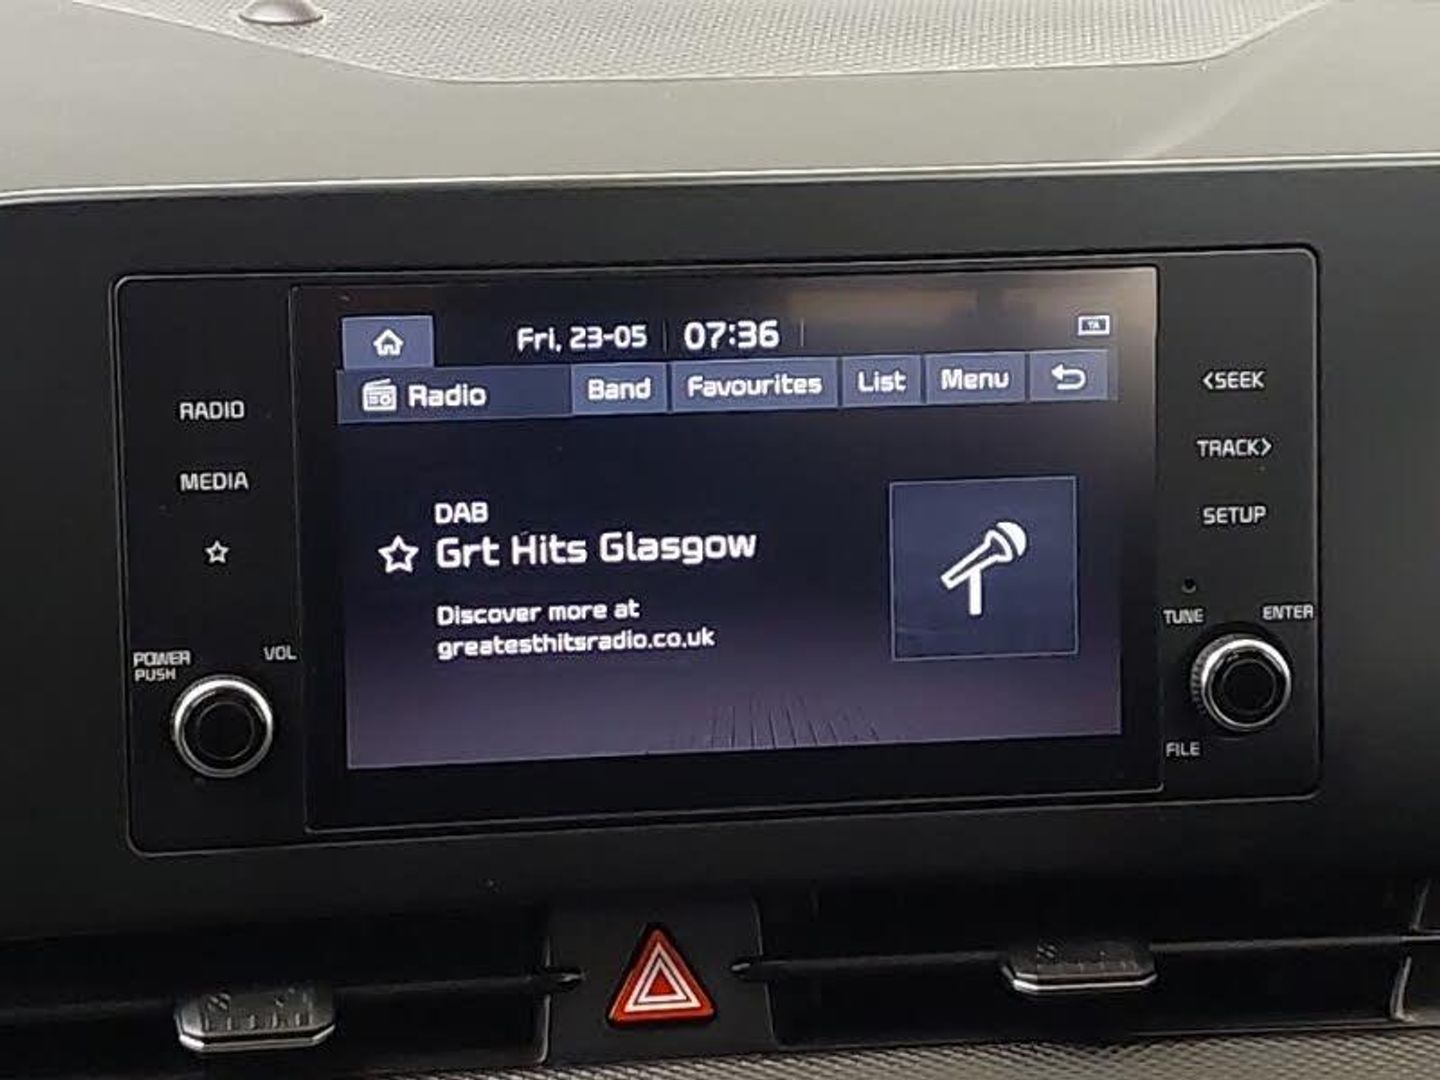 Fri, 23-05 07:36 TA
Radio Band Favourites List Menu
DAB
Grt Hits Glasgow
Discover more at
greatesthitsradio.co.uk
RADIO
MEDIA
POWER
PUSH
VOL
<SEEK
TRACK>
SETUP
TUNE
ENTER
FILE